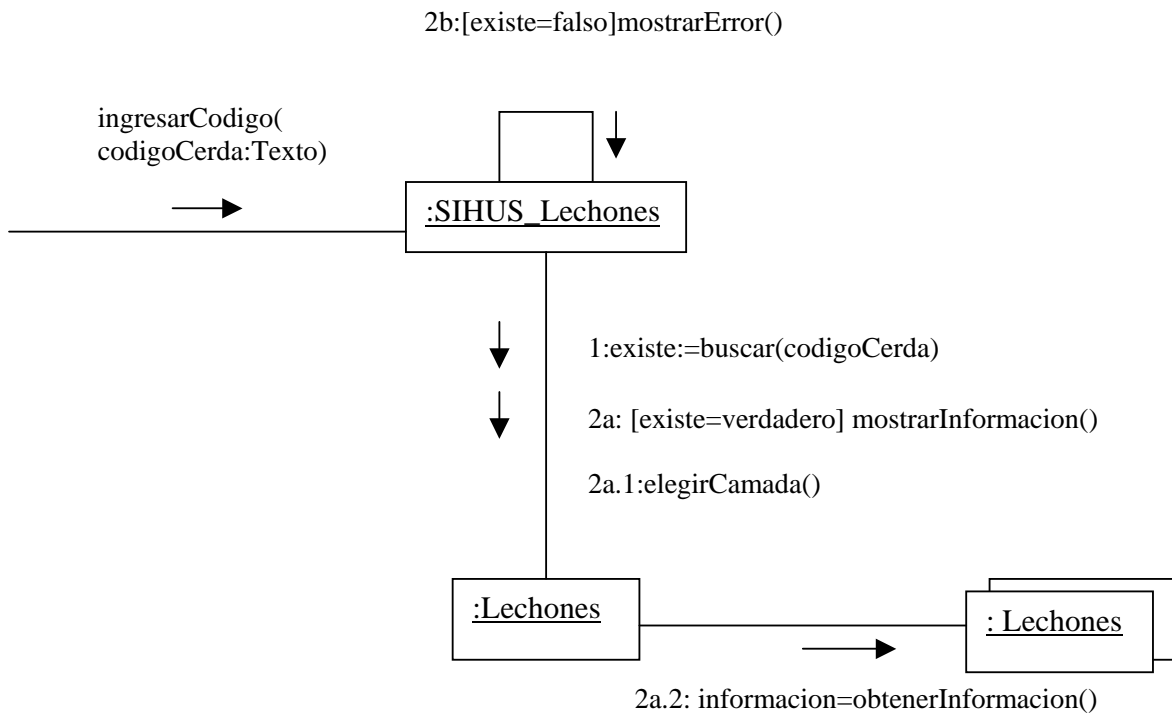 2b:[existe=falso]mostrarError()
ingresarCodigo(
codigoCerda:Texto)
:SIHUS_Lechones
1:existe:=buscar(codigoCerda)
2a: [existe=verdadero] mostrarInformacion()
2a.1:elegirCamada()
:Lechones
: Lechones
2a.2: informacion=obtenerInformacion()